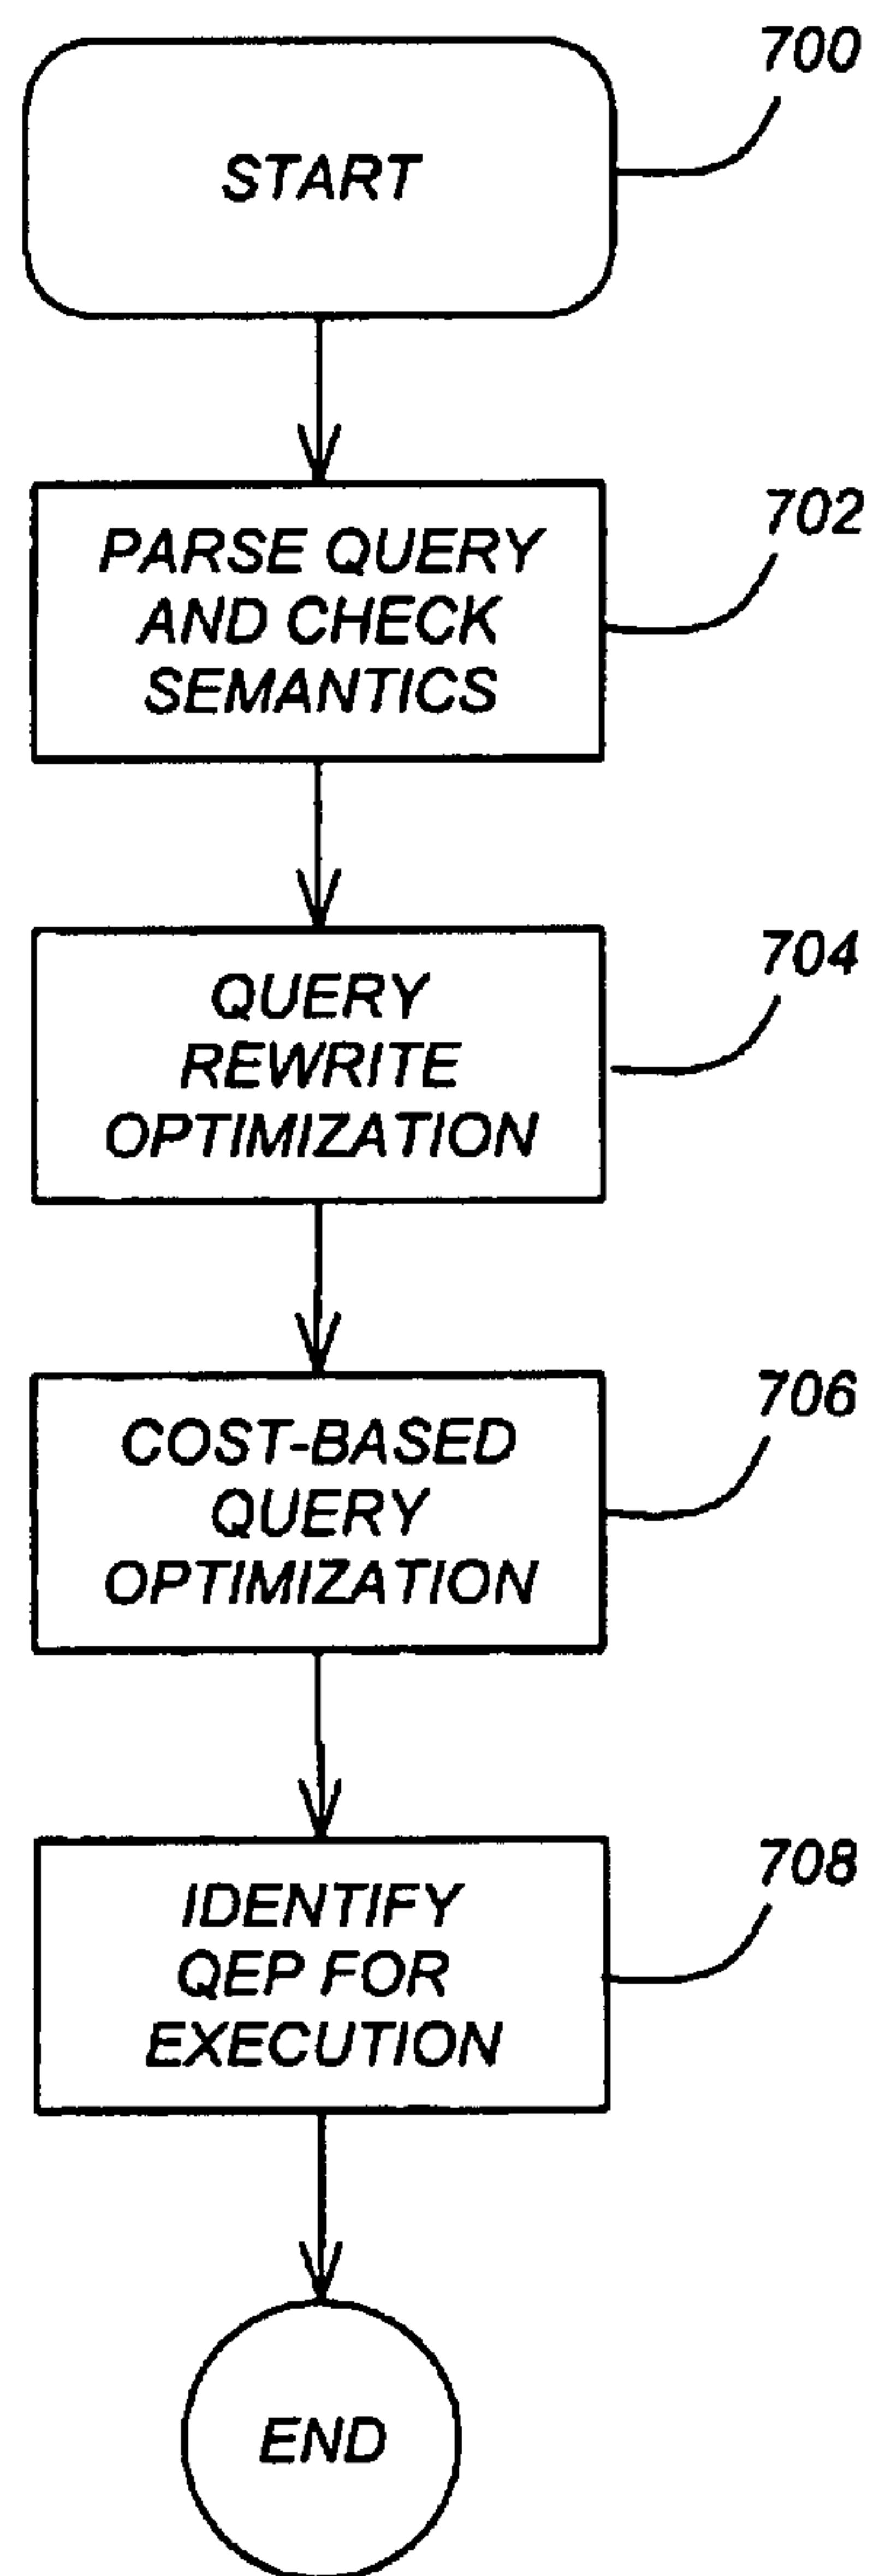 700
START
702
PARSE QUERY
AND CHECK
SEMANTICS
704
QUERY
REWRITE
OPTIMIZATION
706
COST-BASED
QUERY
OPTIMIZATION
708
IDENTIFY
QEP FOR
EXECUTION
END